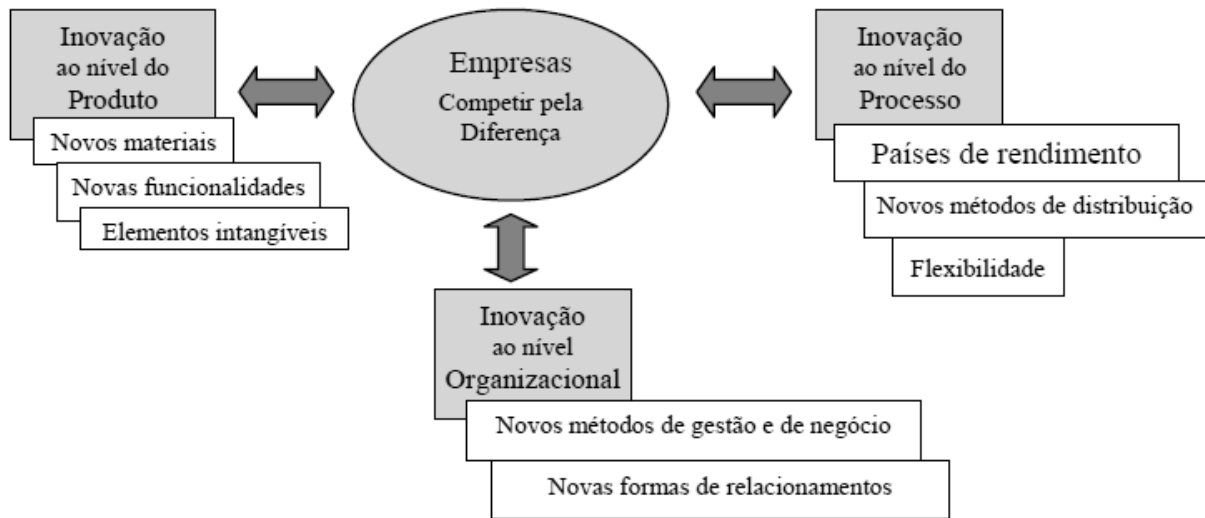 Inovação
ao nível do
Produto
Novos materiais
Novas funcionalidades
Elementos intangíveis
Empresas
Competir pela
Diferença
Inovação
ao nível do
Processo
Países de rendimento
Novos métodos de distribuição
Flexibilidade
Inovação
ao nível
Organizacional
Novos métodos de gestão e de negócio
Novas formas de relacionamentos